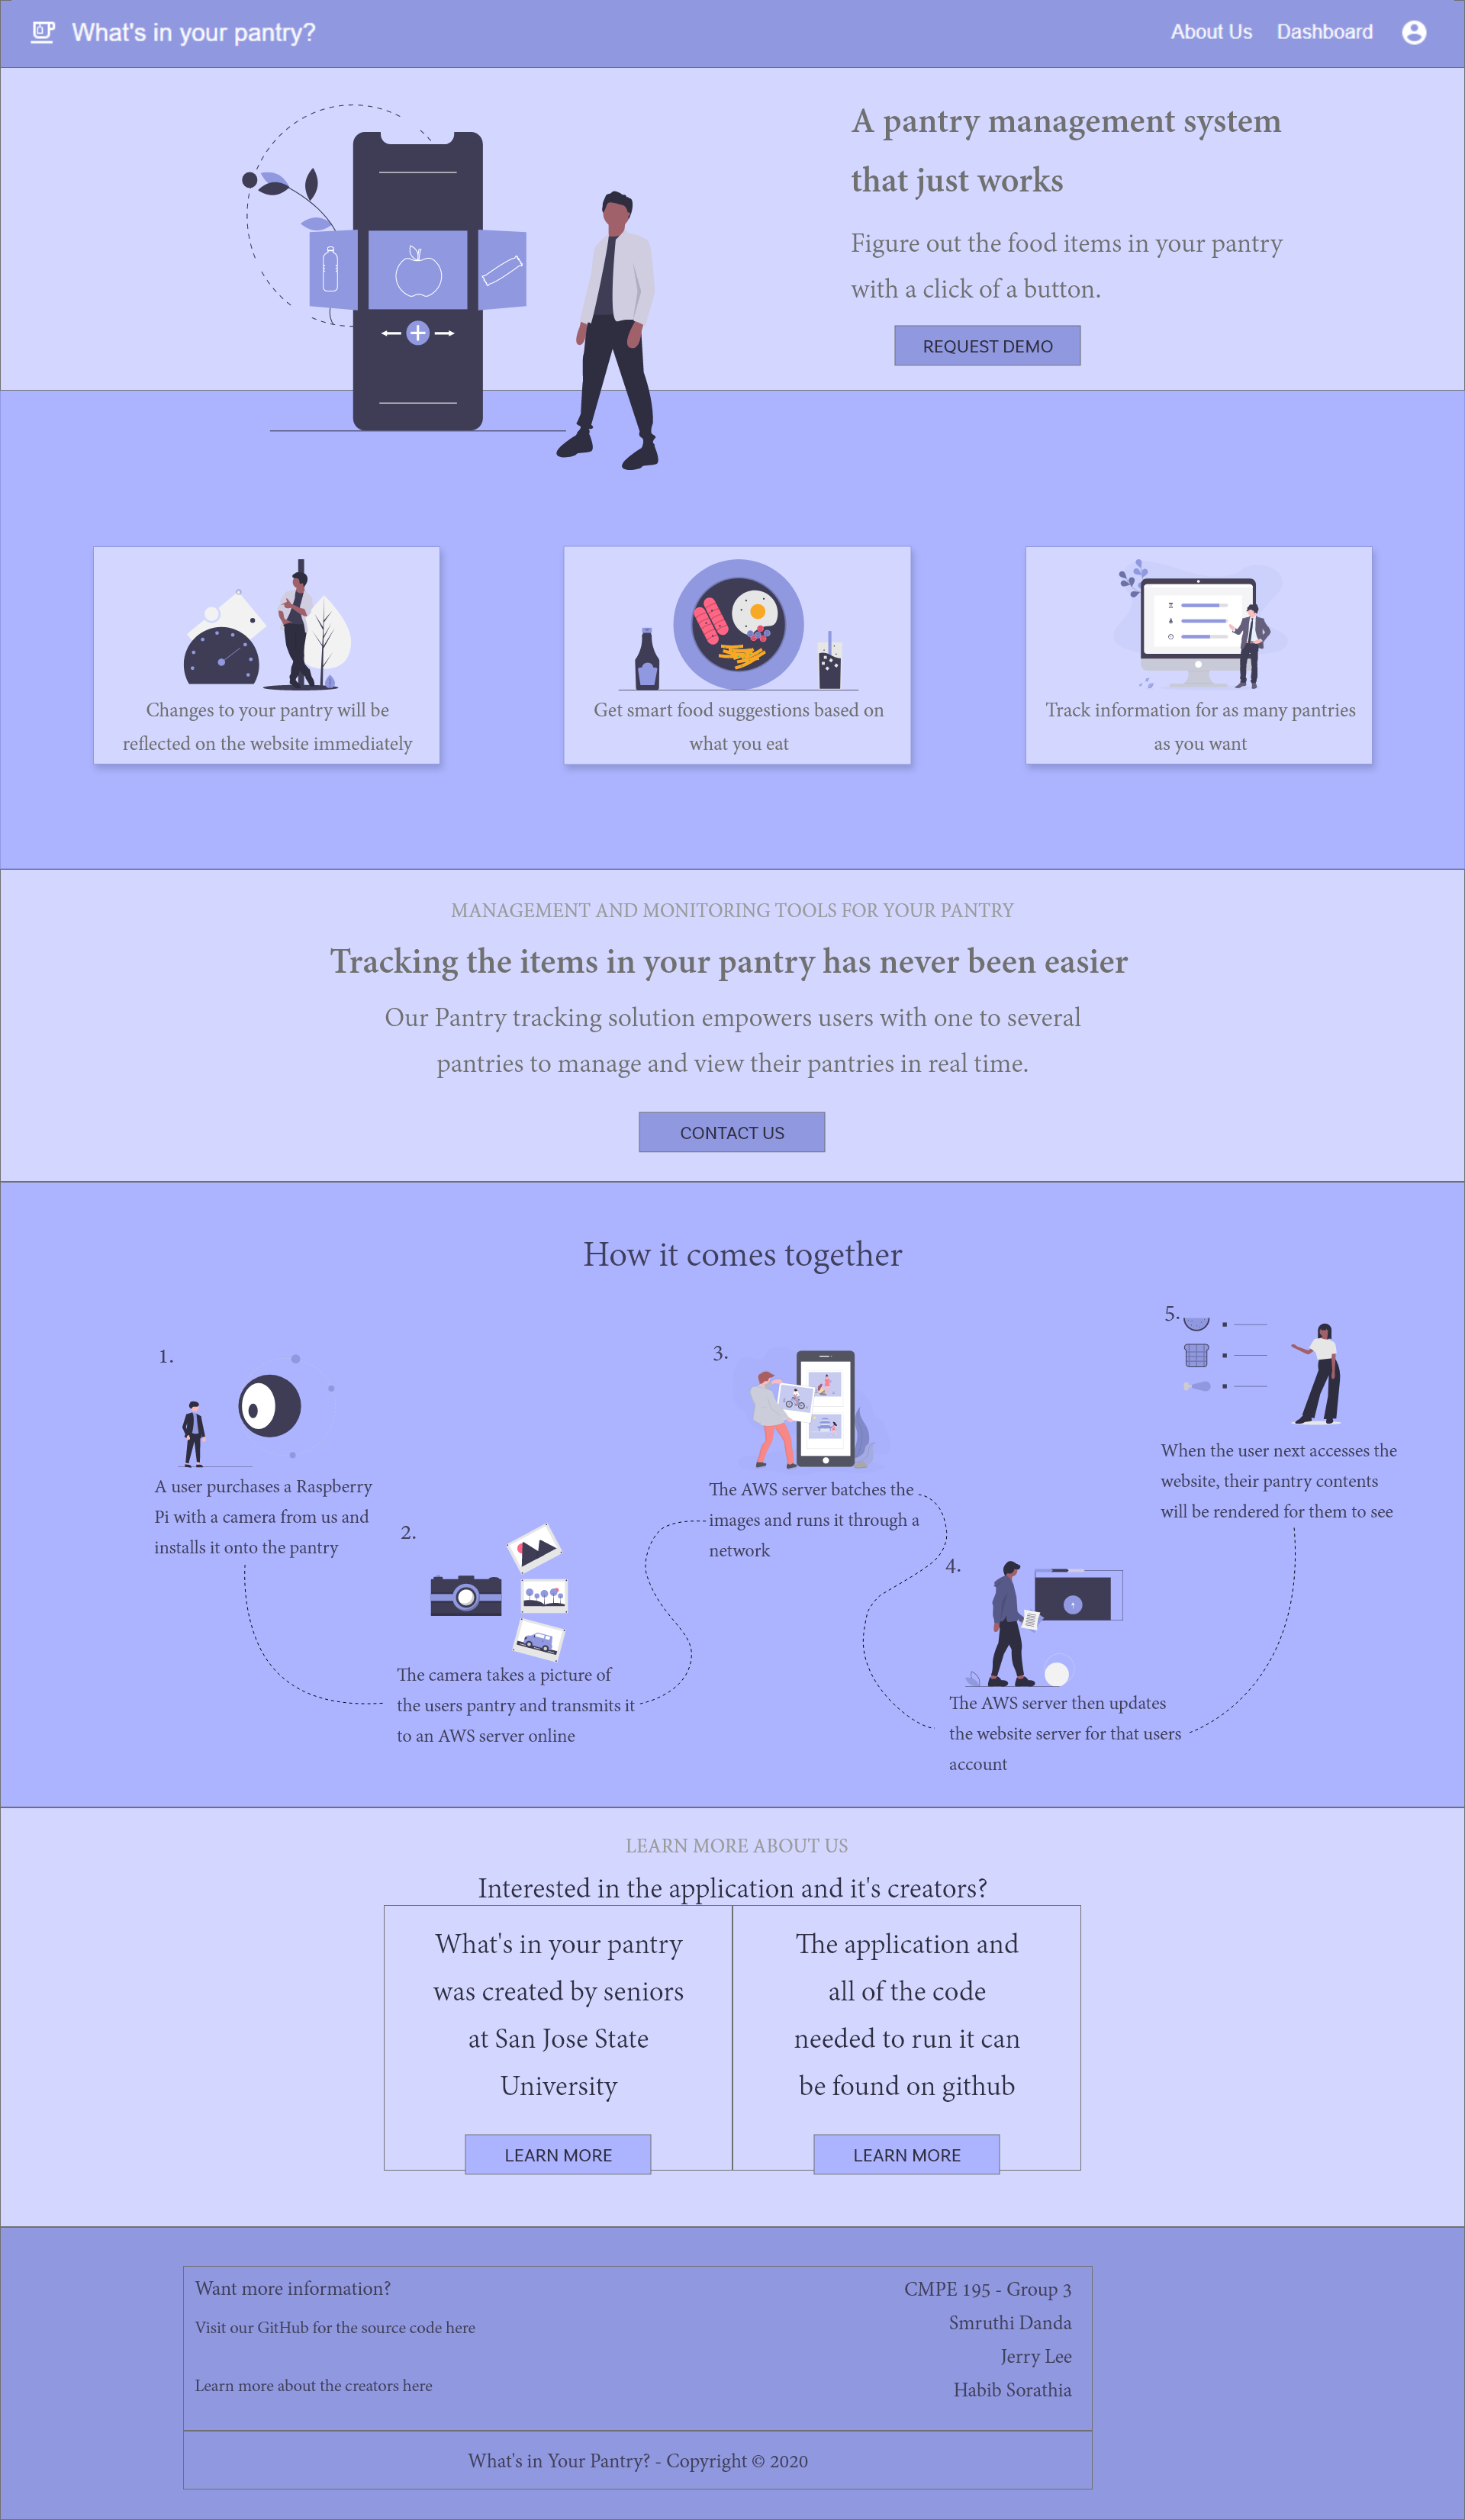 What's in your pantry?
About Us
Dashboard
A pantry management system
that just works
Figure out the food items in your pantry
with a click of a button.
REQUEST DEMO
Changes to your pantry will be
reflected on the website immediately
Get smart food suggestions based on
what you eat
Track information for as many pantries
as you want
MANAGEMENT AND MONITORING TOOLS FOR YOUR PANTRY
Tracking the items in your pantry has never been easier
Our Pantry tracking solution empowers users with one to several
pantries to manage and view their pantries in real time.
CONTACT US
How it comes together
1.
A user purchases a Raspberry
Pi with a camera from us and
installs it onto the pantry
2.
The camera takes a picture of
the users pantry and transmits it
to an AWS server online
3.
The AWS server batches the
images and runs it through a
network
4.
The AWS server then updates
the website server for that users
account
5.
When the user next accesses the
website, their pantry contents
will be rendered for them to see
LEARN MORE ABOUT US
Interested in the application and it's creators?
What's in your pantry
was created by seniors
at San Jose State
University
LEARN MORE
The application and
all of the code
needed to run it can
be found on github
LEARN MORE
Want more information?
Visit our GitHub for the source code here
Learn more about the creators here
CMPE 195 - Group 3
Smruthi Danda
Jerry Lee
Habib Sorathia
What's in Your Pantry? - Copyright © 2020